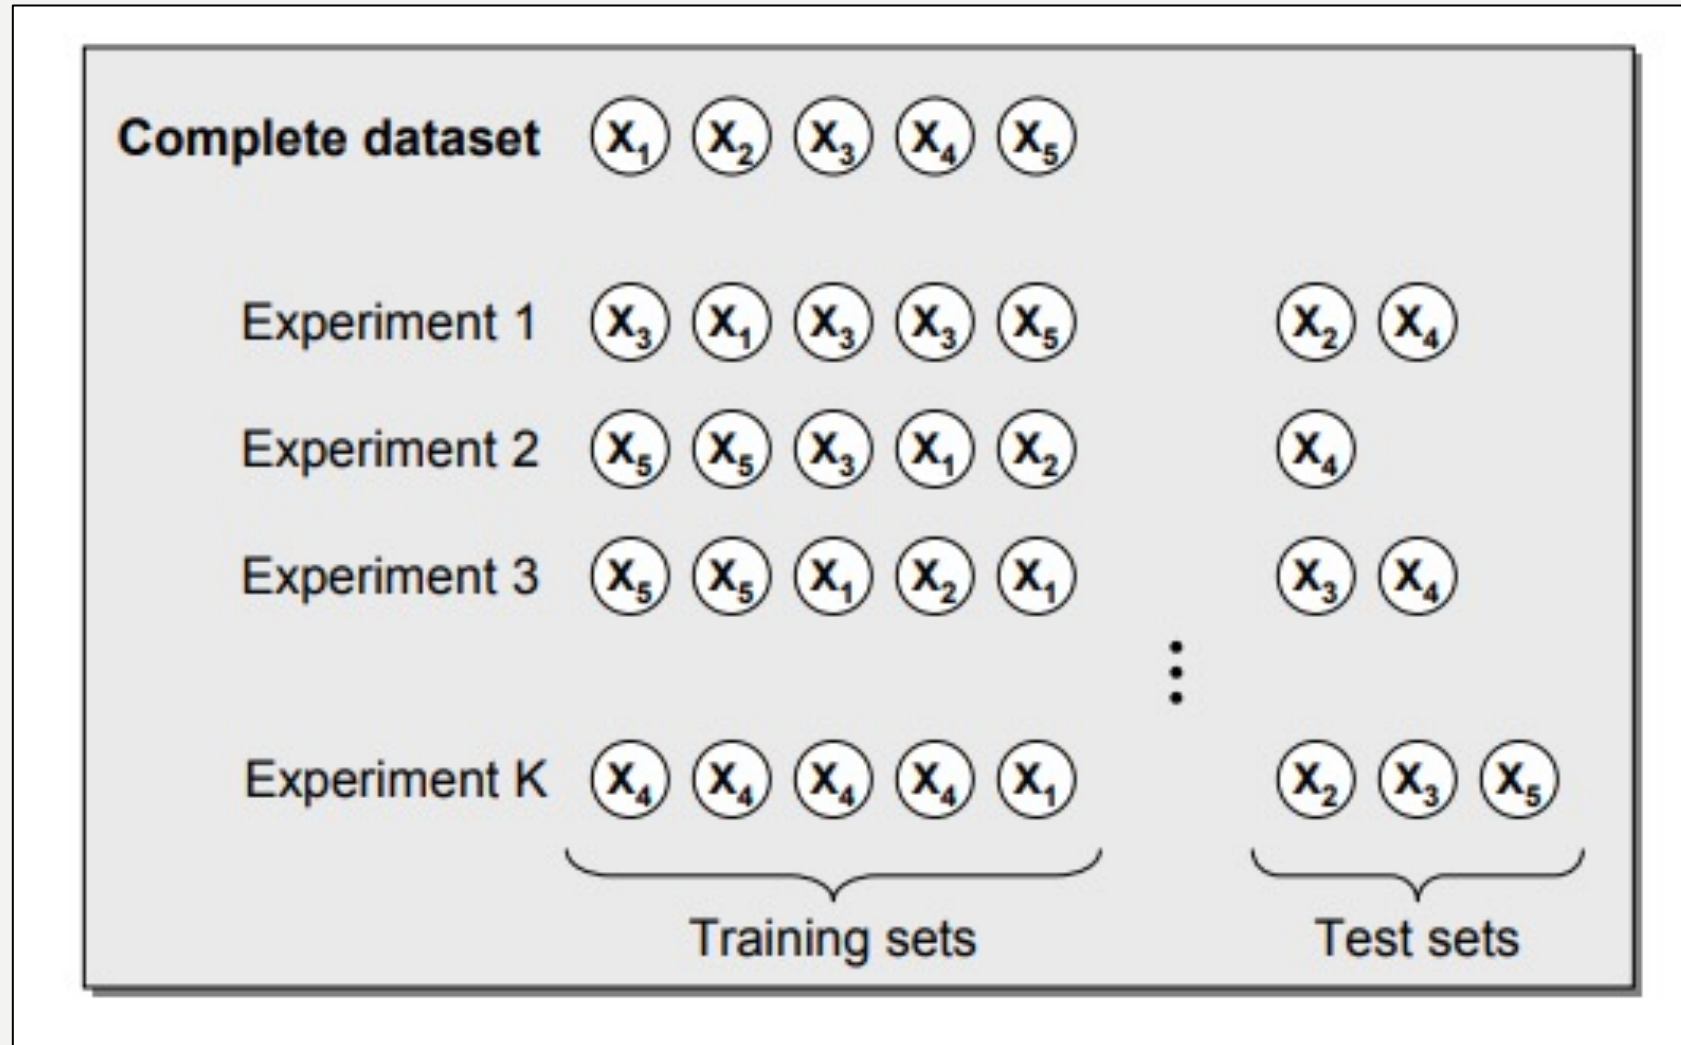 Complete dataset X₁ X₂ X₃ X₄ X₅
Experiment 1 X₃ X₁ X₃ X₃ X₅ X₂ X₄
Experiment 2 X₅ X₅ X₃ X₁ X₂ X₄
Experiment 3 X₅ X₅ X₁ X₂ X₁ X₃ X₄
Experiment K X₄ X₄ X₄ X₄ X₁ X₂ X₃ X₅
Training sets Test sets